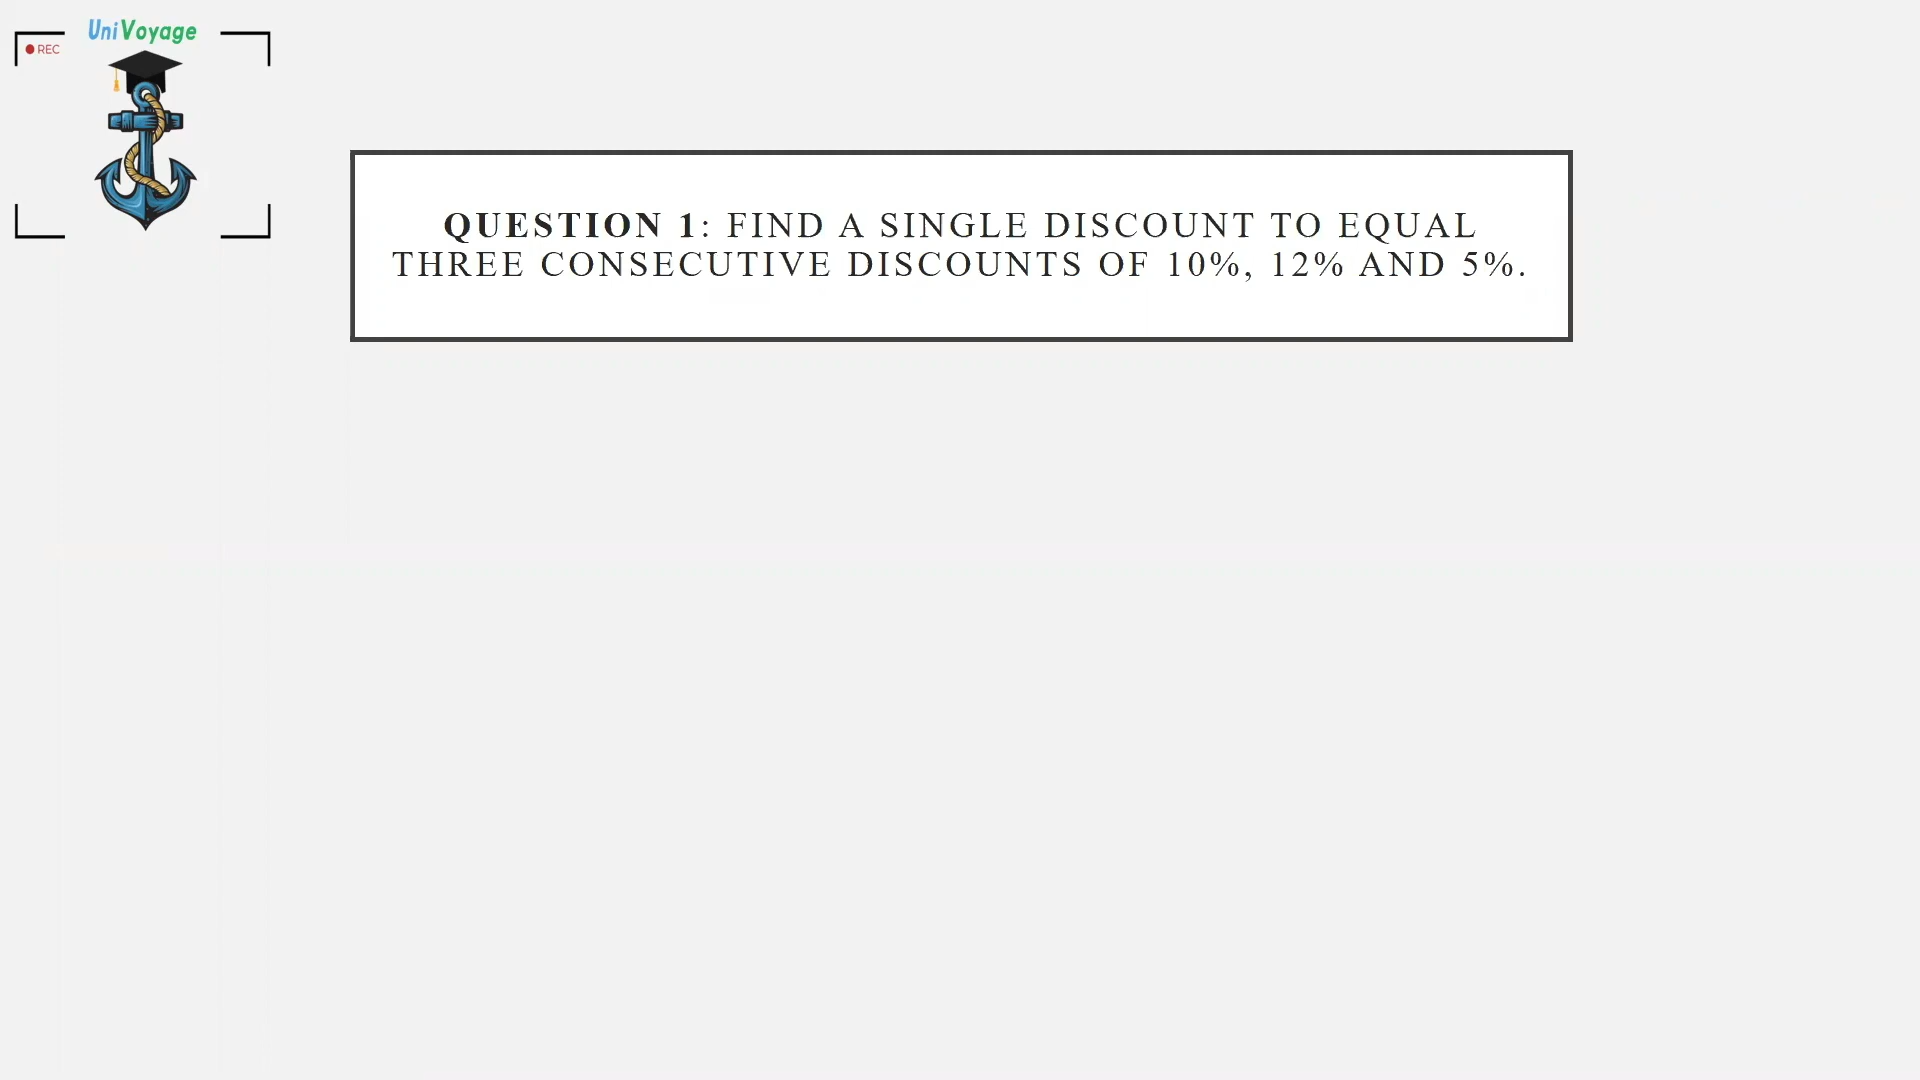 UniVoyage
REC
QUESTION 1: FIND A SINGLE DISCOUNT TO EQUAL
THREE CONSECUTIVE DISCOUNTS OF 10%, 12% AND 5%.